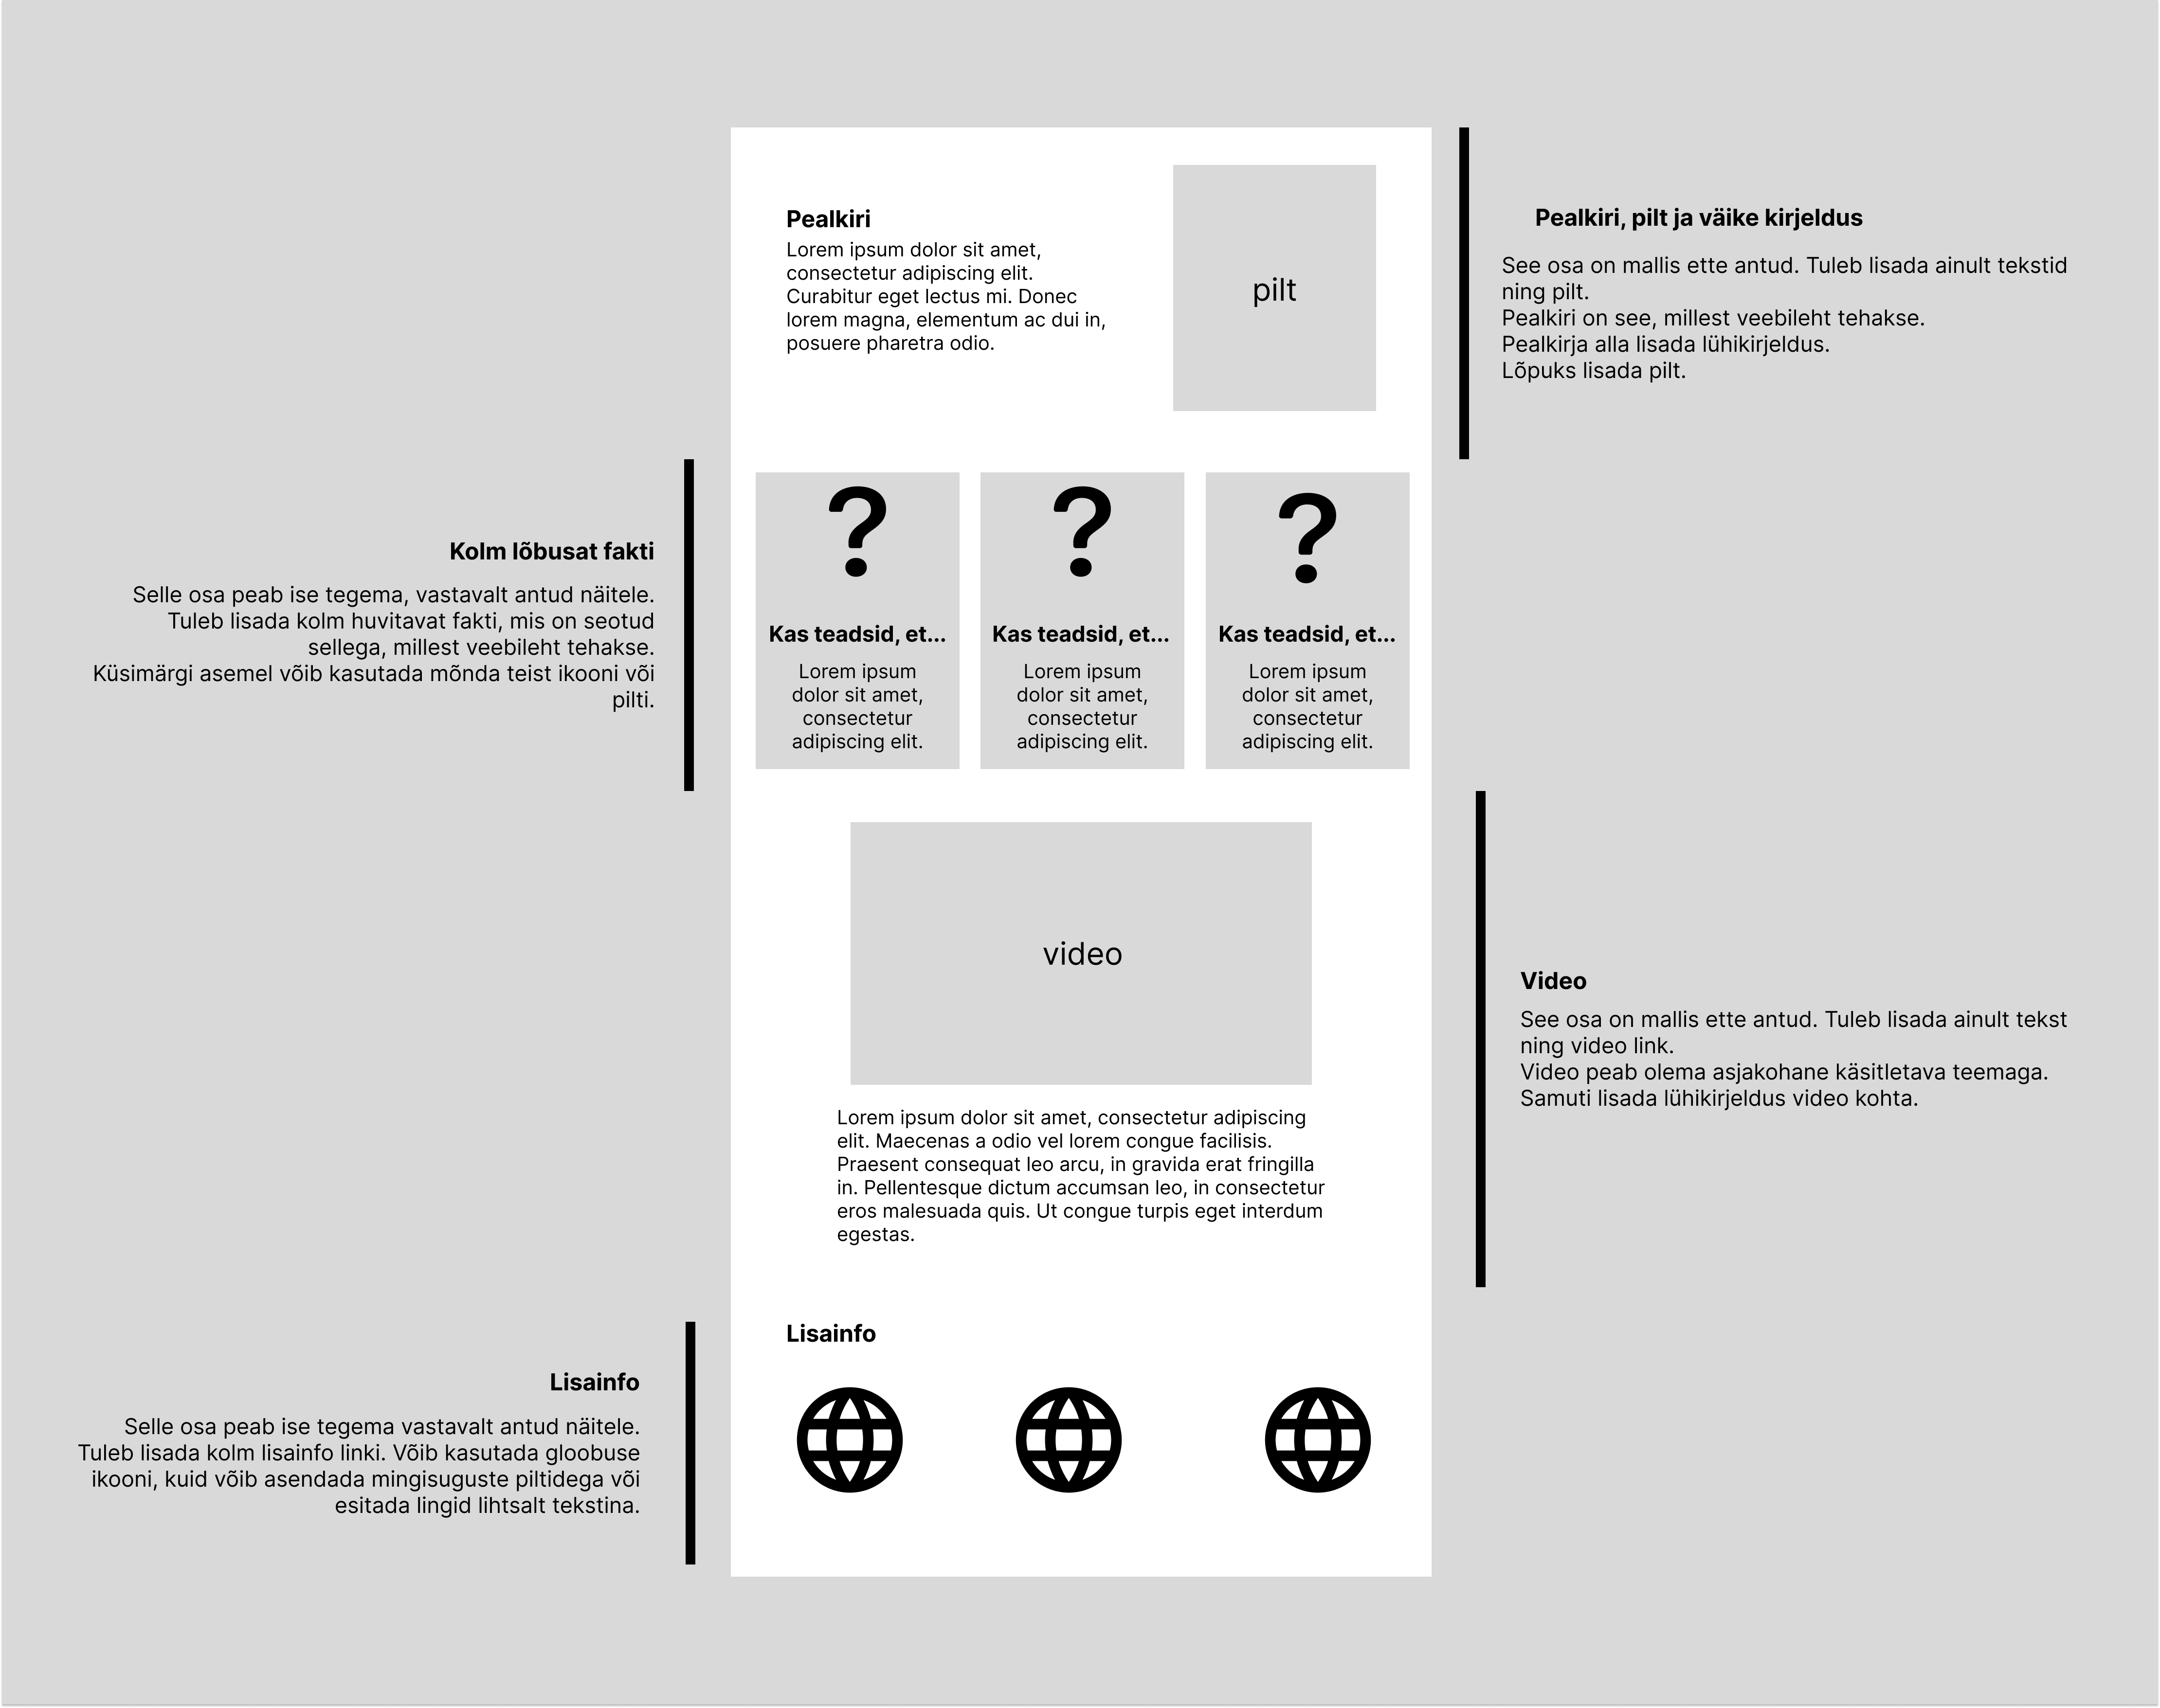 Pealkiri
Lorem ipsum dolor sit amet,
consectetur adipiscing elit.
Curabitur eget lectus mi. Donec
lorem magna, elementum ac dui in,
posuere pharetra odio.
pilt
Pealkiri, pilt ja väike kirjeldus
See osa on mallis ette antud. Tuleb lisada ainult tekstid
ning pilt.
Pealkiri on see, millest veebileht tehakse.
Pealkirja alla lisada lühikirjeldus.
Lõpuks lisada pilt.
Kolm lõbusat fakti
Selle osa peab ise tegema, vastavalt antud näitele.
Tuleb lisada kolm huvitavat fakti, mis on seotud
sellega, millest veebileht tehakse.
Küsimärgi asemel võib kasutada mõnda teist ikooni või
pilti.
?
Kas teadsid, et...
Lorem ipsum
dolor sit amet,
consectetur
adipiscing elit.
?
Kas teadsid, et...
Lorem ipsum
dolor sit amet,
consectetur
adipiscing elit.
?
Kas teadsid, et...
Lorem ipsum
dolor sit amet,
consectetur
adipiscing elit.
video
Lorem ipsum dolor sit amet, consectetur adipiscing
elit. Maecenas a odio vel lorem congue facilisis.
Praesent consequat leo arcu, in gravida erat fringilla
in. Pellentesque dictum accumsan leo, in consectetur
eros malesuada quis. Ut congue turpis eget interdum
egestas.
Video
See osa on mallis ette antud. Tuleb lisada ainult tekst
ning video link.
Video peab olema asjakohane käsitletava teemaga.
Samuti lisada lühikirjeldus video kohta.
Lisainfo
Lisainfo
Selle osa peab ise tegema vastavalt antud näitele.
Tuleb lisada kolm lisainfo linki. Võib kasutada gloobuse
ikooni, kuid võib asendada mingisuguste piltidega või
esitada lingid lihtsalt tekstina.